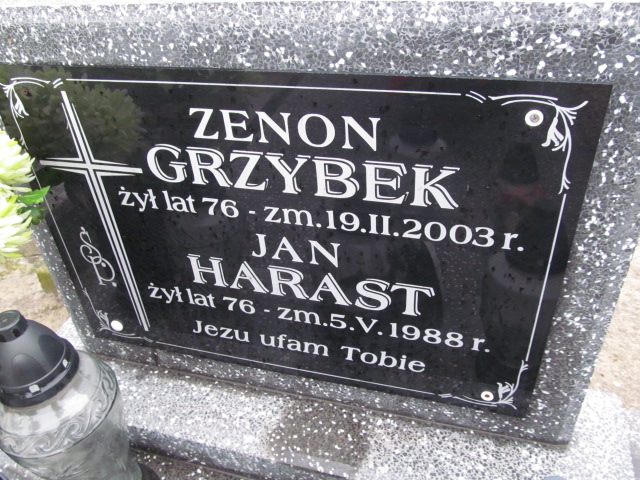 ZENON
GRZYBEK
żył lat 76 - zm.19.II.2003 r.
JAN
HARAST
żył lat 76 - zm.5.V.1988 r.
Jezu ufam Tobie